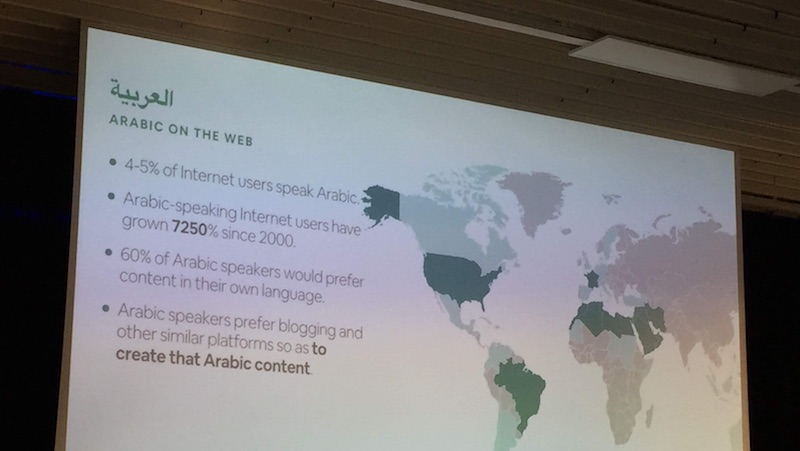 العربية
ARABIC ON THE WEB
• 4-5% of Internet users speak Arabic.
• Arabic-speaking Internet users have
grown 7250% since 2000.
• 60% of Arabic speakers would prefer
content in their own language.
• Arabic speakers prefer blogging and
other similar platforms so as to
create that Arabic content.